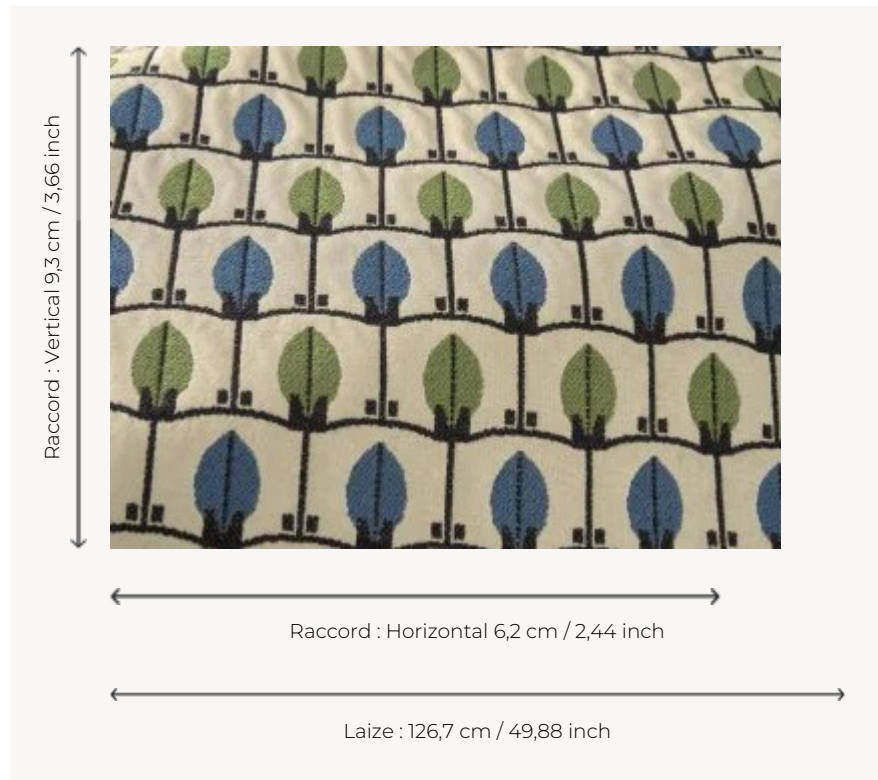 Raccord : Vertical 9,3 cm / 3,66 inch
Raccord : Horizontal 6,2 cm / 2,44 inch
Laize : 126,7 cm / 49,88 inch